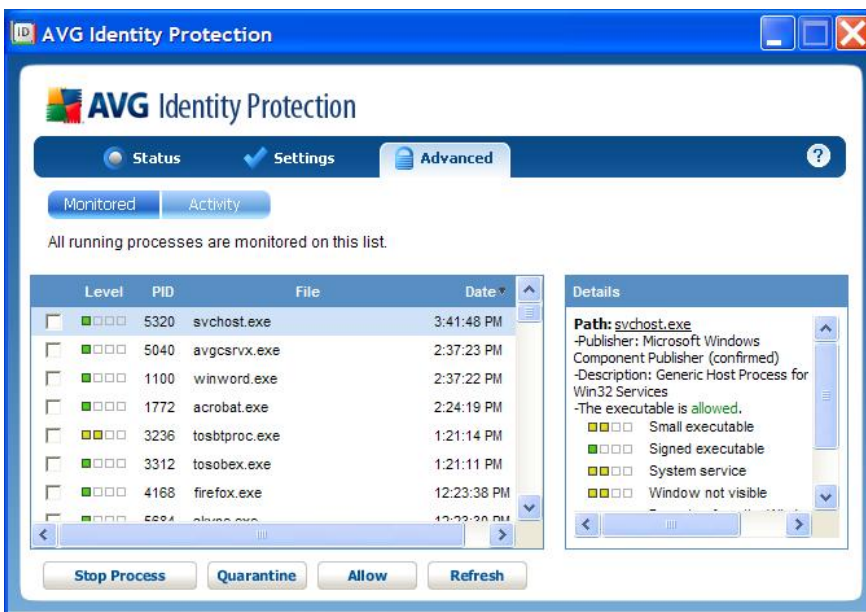 ID AVG Identity Protection
AVG Identity Protection
Status Settings Advanced ?
Monitored Activity
All running processes are monitored on this list.
Level PID File Date
5320 svchost.exe 3:41:48 PM
5040 avgcsrvx.exe 2:37:23 PM
1100 winword.exe 2:37:22 PM
1772 acrobat.exe 2:24:19 PM
3236 tosbtproc.exe 1:21:14 PM
3312 tosobex.exe 1:21:11 PM
4168 firefox.exe 12:23:38 PM
Details
Path: svchost.exe
-Publisher: Microsoft Windows
Component Publisher (confirmed)
-Description: Generic Host Process for
Win32 Services
-The executable is allowed.
Small executable
Signed executable
System service
Window not visible
Stop Process Quarantine Allow Refresh